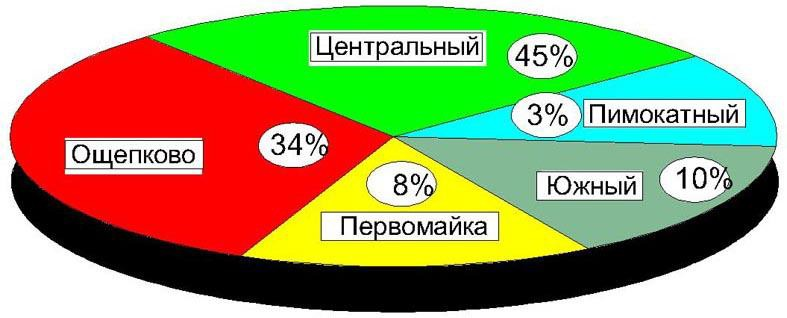 Центральный
45%
3%
Пимокатный
Ощепково
34%
8%
Южный
10%
Первомайка